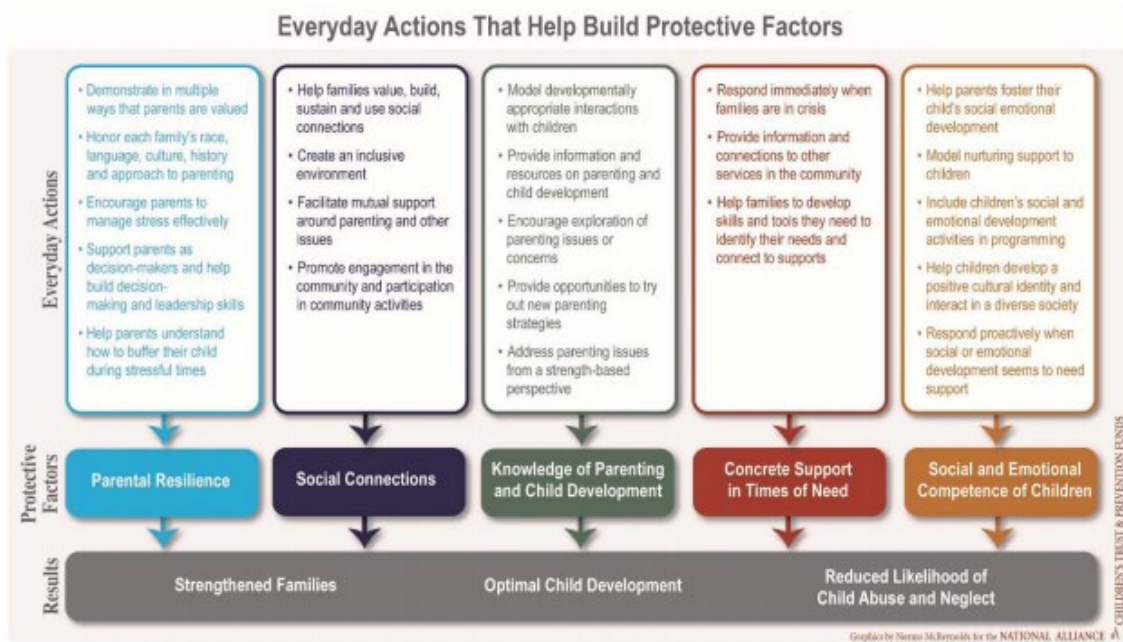 Everyday Actions That Help Build Protective Factors
Everyday Actions
• Demonstrate in multiple
ways that parents are valued
• Honor each family's race,
language, culture, history
and approach to parenting
• Encourage parents to
manage stress effectively
• Support parents as
decision-makers and help
build decision-
making and leadership skills
• Help parents understand
how to buffer their child
during stressful times
• Help families value, build,
sustain and use social
connections
• Create an inclusive
environment
• Facilitate mutual support
around parenting and other
issues
• Promote engagement in the
community and participation
in community activities
• Model developmentally
appropriate interactions
with children
• Provide information and
resources on parenting and
child development
• Encourage exploration of
parenting issues or
concerns
• Provide opportunities to try
out new parenting
strategies
• Address parenting issues
from a strength-based
perspective
• Respond immediately when
families are in crisis
• Provide information and
connections to other
services in the community
• Help families to develop
skills and tools they need to
identify their needs and
connect to supports
• Help parents foster their
child's social emotional
development
• Model nurturing support to
children
• Include children's social and
emotional development
activities in programming
• Help children develop a
positive cultural identity and
interact in a diverse society
• Respond proactively when
social or emotional
development seems to need
support
Protective
Factors
Parental Resilience
Social Connections
Knowledge of Parenting
and Child Development
Concrete Support
in Times of Need
Social and Emotional
Competence of Children
Results
Strengthened Families
Optimal Child Development
Reduced Likelihood of
Child Abuse and Neglect
Graphics by Norma McReynolds for the NATIONAL ALLIANCE
CHILDREN'S TRUST & PREVENTION FUNDS